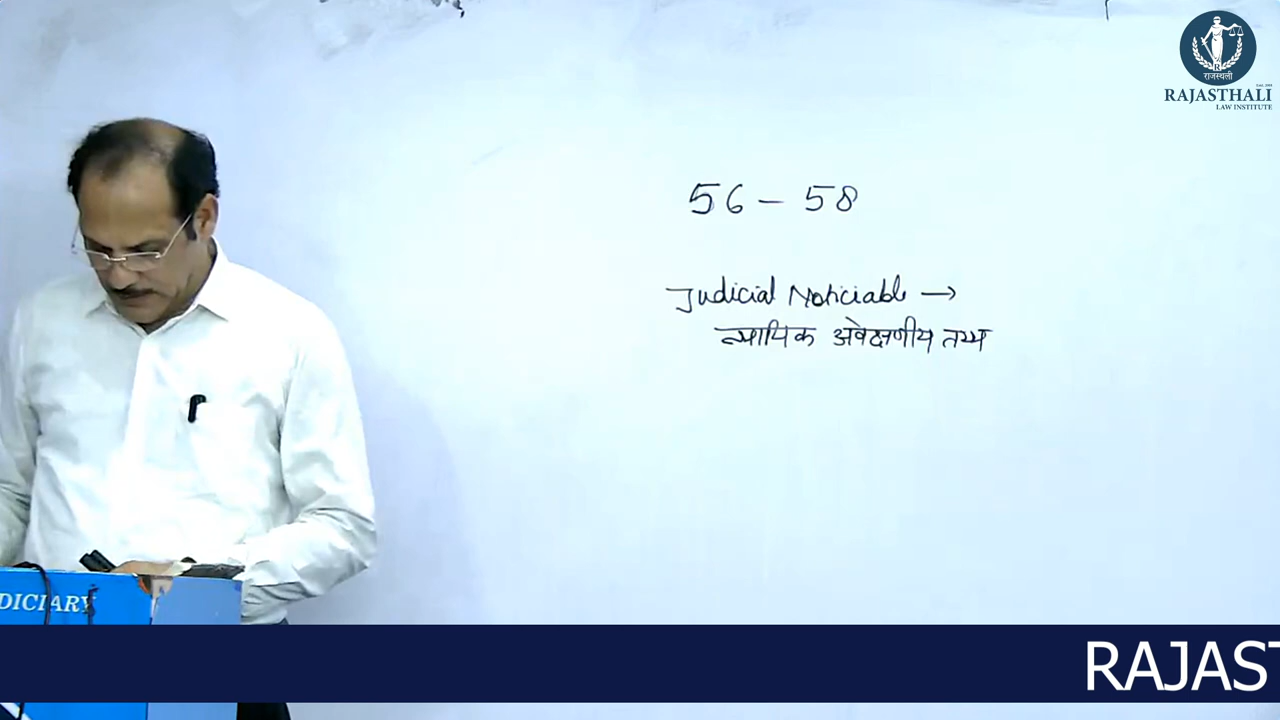 राजस्थली
RAJASTHALI
LAW INSTITUTE
56 – 58
Judicial Noticiable →
न्यायिक अवेक्षणीय तथ्य
DICIARY
RAJAST